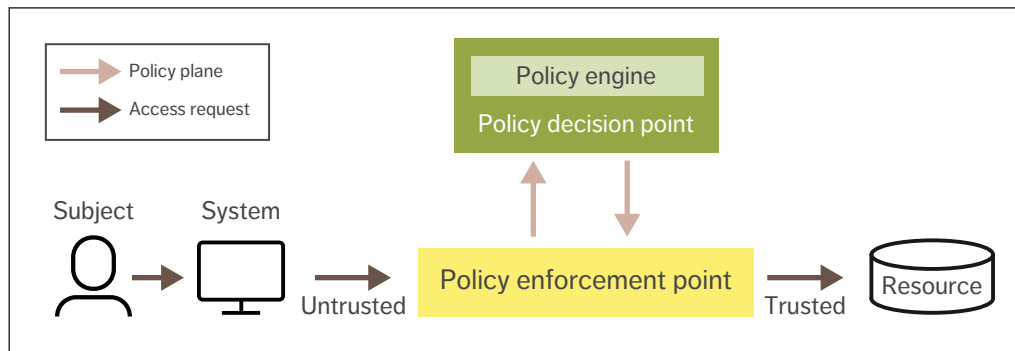 Policy plane
Access request
Policy engine
Policy decision point
Subject
System
Untrusted
Policy enforcement point
Trusted
Resource